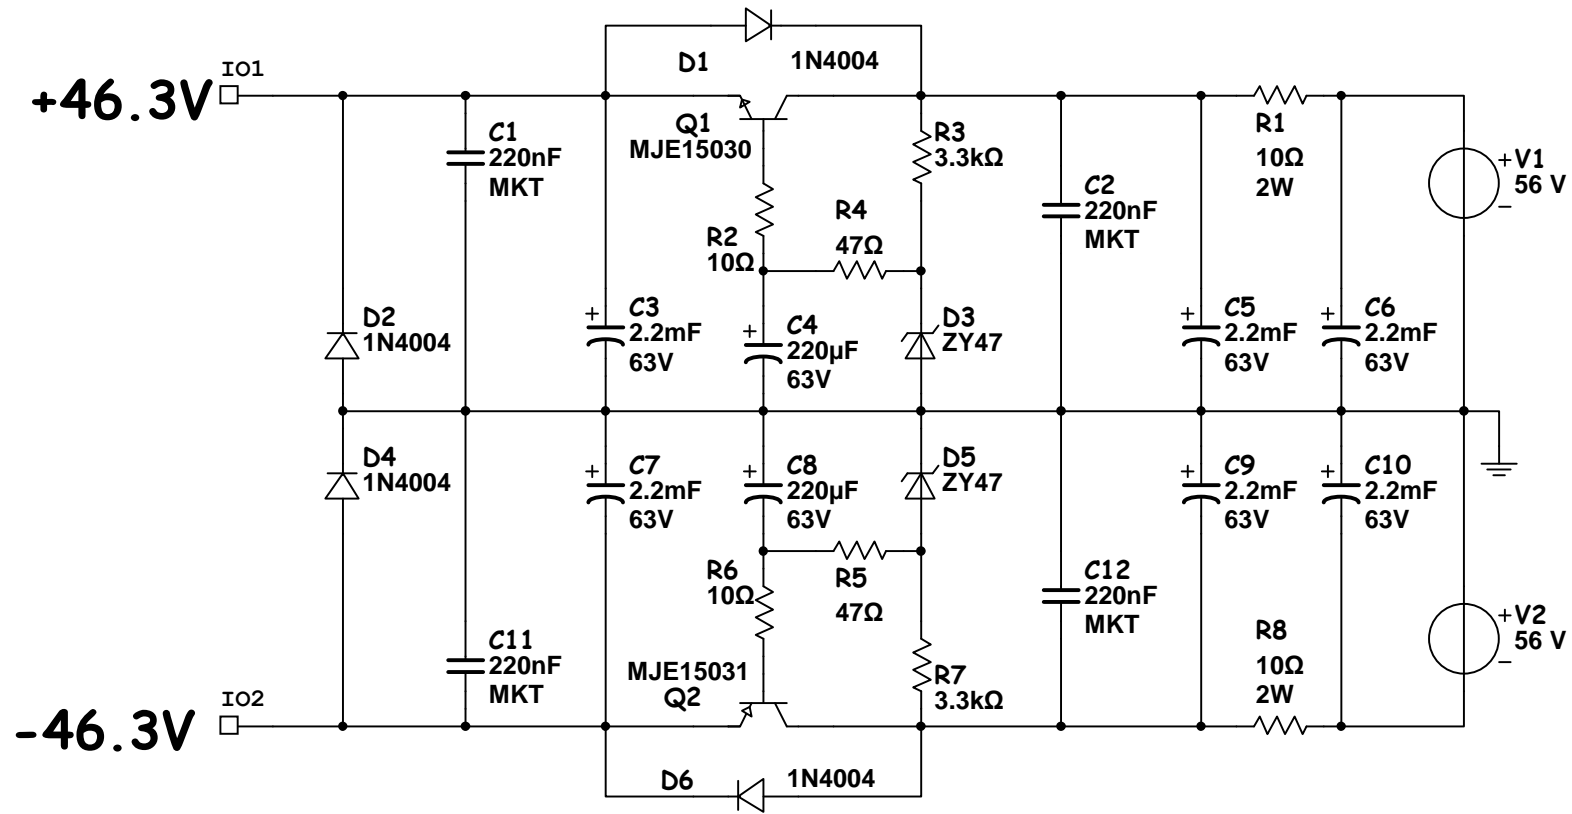 D1
1N4004
IO1
+46.3V
Q1
MJE15030
C1
220nF
MKT
R3
3.3kΩ
R1
10Ω
2W
+
V1
56 V
−
C2
220nF
MKT
R4
47Ω
R2
10Ω
D2
1N4004
+
C3
2.2mF
63V
+
C4
220µF
63V
D3
ZY47
+
C5
2.2mF
63V
+
C6
2.2mF
63V
D4
1N4004
+
C7
2.2mF
63V
+
C8
220µF
63V
D5
ZY47
+
C9
2.2mF
63V
+
C10
2.2mF
63V
R6
10Ω
R5
47Ω
C12
220nF
MKT
+
V2
56 V
−
C11
220nF
MKT
MJE15031
Q2
R7
3.3kΩ
R8
10Ω
2W
IO2
-46.3V
D6
1N4004